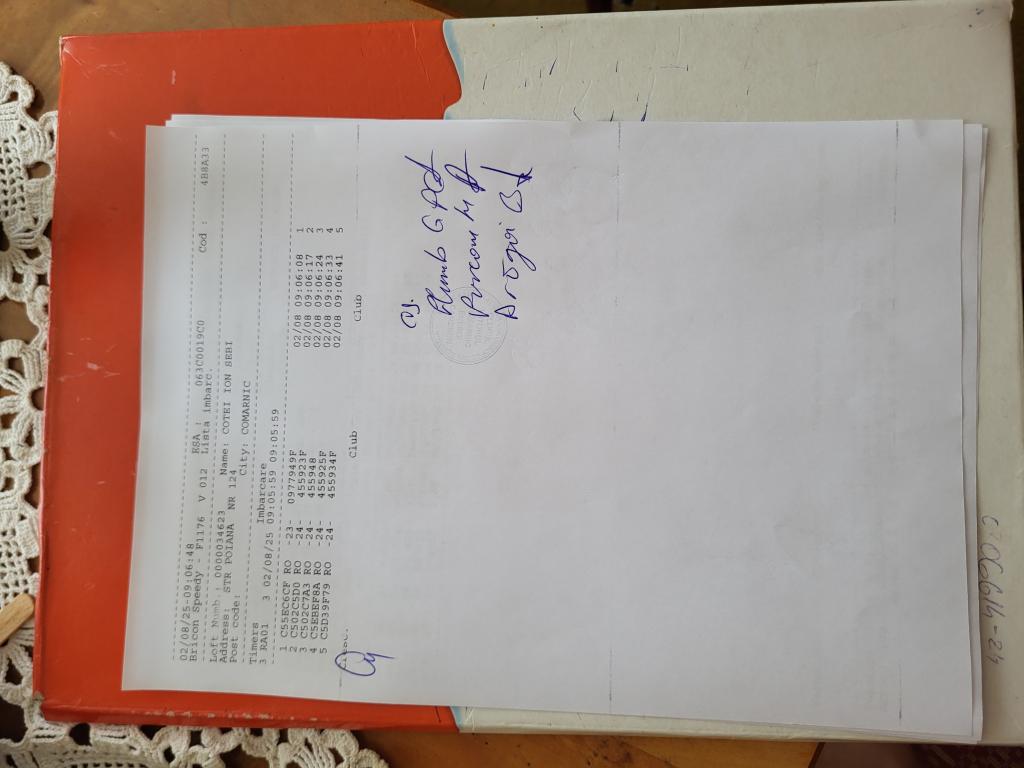 02/08/25-09:06:48
Bricon Speedy - F1176 V 012 ESA : 063C0019C0
Lista imbarc. Cod : 4B8A33
Loft Numb.: 0000034623 Name: COTEI ION SEBI
Address: STR POIANA NR 124
Post code: City: COMARNIC
Timers Imbarcare
3 RA01 3 02/08/25 09:05:59 09:05:59
1 C55EC6CF RO -23- 0977949F 02/08 09:06:08 1
2 C502C5D0 RO -24- 455923F 02/08 09:06:17 2
3 C502C7A3 RO -24- 455948 02/08 09:06:24 3
4 C5EBEF8A RO -24- 455925F 02/08 09:06:33 4
5 C5D39F79 RO -24- 455934F 02/08 09:06:41 5
Club Club